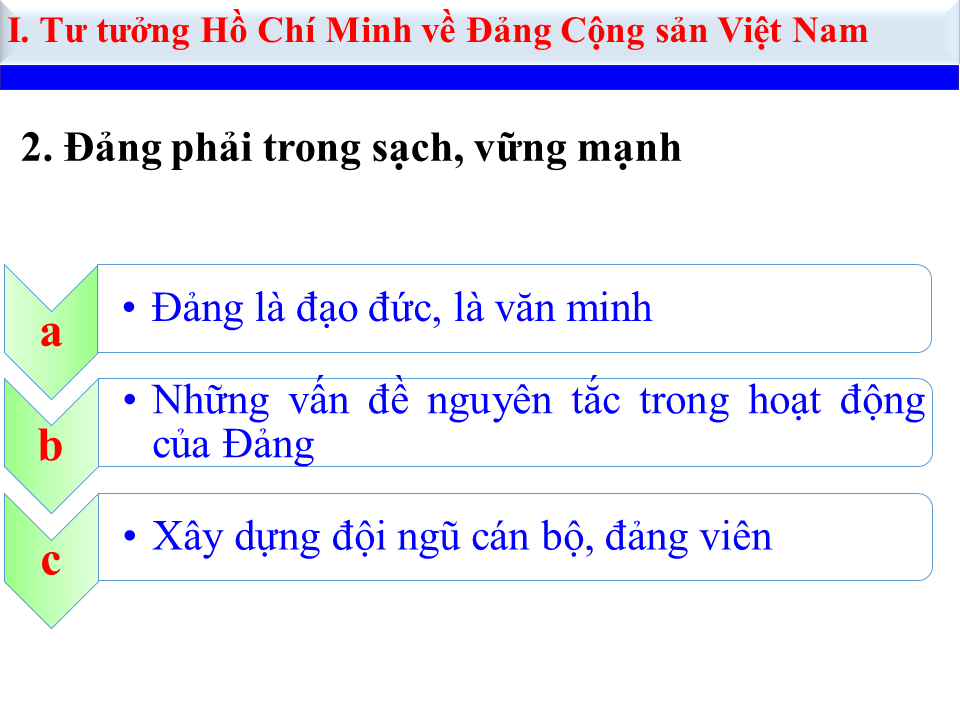 I. Tư tưởng Hồ Chí Minh về Đảng Cộng sản Việt Nam
2. Đảng phải trong sạch, vững mạnh
a
• Đảng là đạo đức, là văn minh
b
• Những vấn đề nguyên tắc trong hoạt động
của Đảng
c
• Xây dựng đội ngũ cán bộ, đảng viên